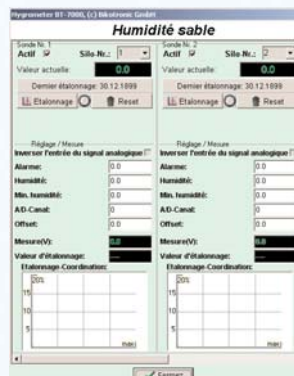 Hygrometer BT-7000, (c) Bikotronic GmbH
Humidité sable
Sonde Nr. 1
Actif Silo-Nr.: 1
Valeur actuelle: 0.0
Dernier étalonnage: 30.12.1899
Etalonnage Reset
Réglage / Mesure
Inverser l'entrée du signal analogique
Alarme: 0.0
Humidité: 0.0
Min. humidité: 0.0
A/D-Canal: 0
Offset: 0.0
Mesure(V): 0.0
Valeur d'étalonnage: ---
Etalonnage-Coordination:
20%
15
10
5
max)
Sonde Nr. 2
Actif Silo-Nr.: 2
Valeur actuelle: 0.0
Dernier étalonnage: 30.12.1899
Etalonnage Reset
Réglage / Mesure
Inverser l'entrée du signal analogique
Alarme: 0.0
Humidité: 0.0
Min. humidité: 0.0
A/D-Canal: 0
Offset: 0.0
Mesure(V): 0.0
Valeur d'étalonnage: ---
Etalonnage-Coordination:
20%
15
10
5
max)
Fermez